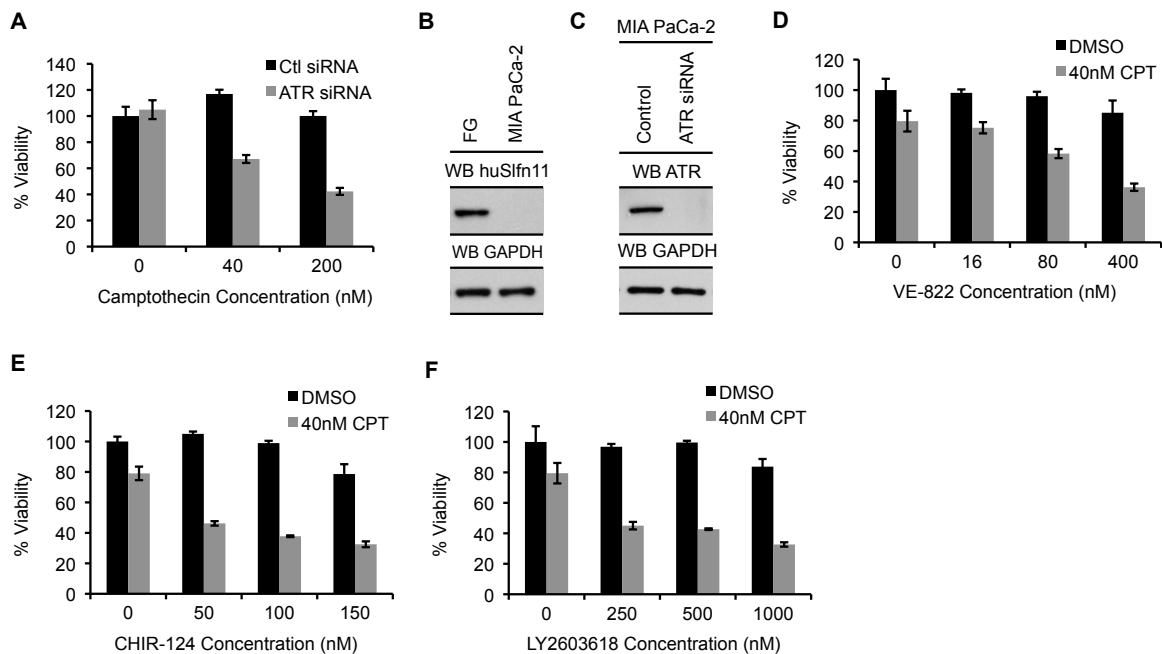 A
Ctl siRNA
ATR siRNA
% Viability
140
120
100
80
60
40
20
0
0 40 200
Camptothecin Concentration (nM)
B
FG
MIA PaCa-2
WB huSlfn11
WB GAPDH
C
MIA PaCa-2
Control
ATR siRNA
WB ATR
WB GAPDH
D
DMSO
40nM CPT
% Viability
120
100
80
60
40
20
0
0 16 80 400
VE-822 Concentration (nM)
E
DMSO
40nM CPT
% Viability
120
100
80
60
40
20
0
0 50 100 150
CHIR-124 Concentration (nM)
F
DMSO
40nM CPT
% Viability
120
100
80
60
40
20
0
0 250 500 1000
LY2603618 Concentration (nM)